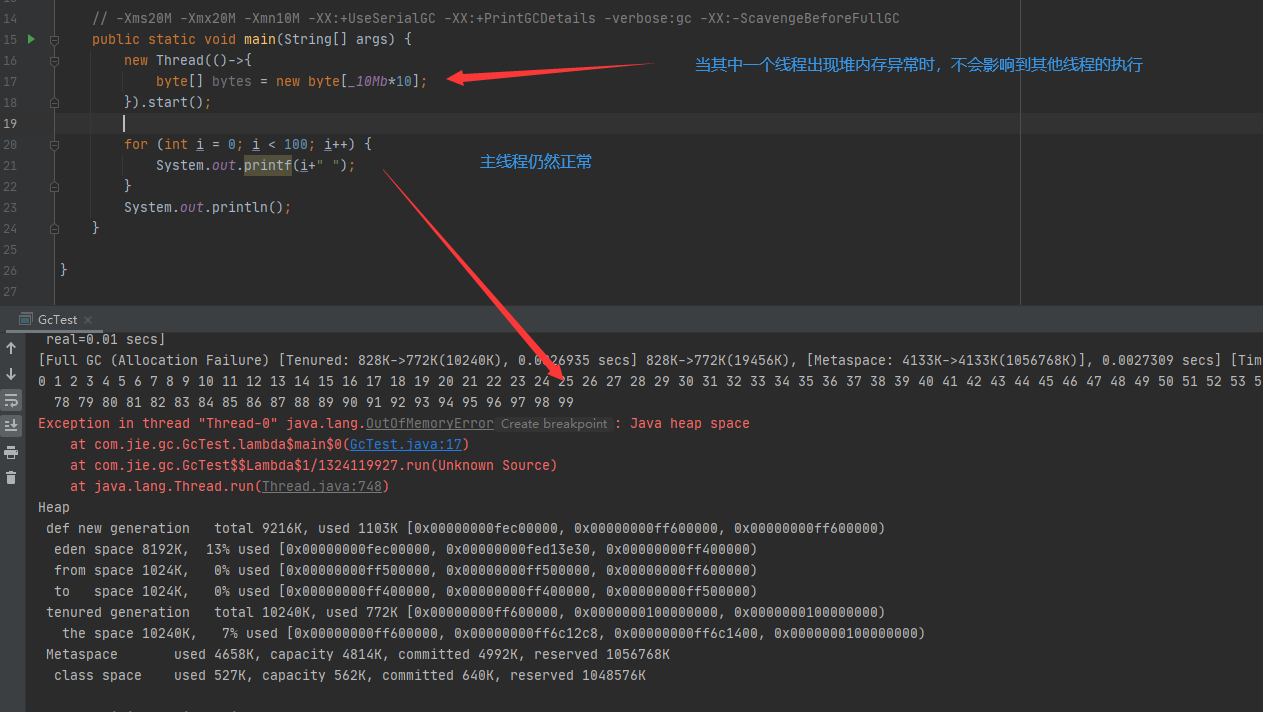 14 // -Xms20M -Xmx20M -Xmn10M -XX:+UseSerialGC -XX:+PrintGCDetails -verbose:gc -XX:-ScavengeBeforeFullGC
15 public static void main(String[] args) {
16 new Thread(()->{
当其中一个线程出现堆内存异常时，不会影响到其他线程的执行
17 byte[] bytes = new byte[_10Mb*10];
18 }).start();
19
20 for (int i = 0; i < 100; i++) {
21 System.out.printf(i+" ");
主线程仍然正常
22 }
23 System.out.println();
24 }
25
26 }
27
GcTest
real=0.01 secs]
[Full GC (Allocation Failure) [Tenured: 828K->772K(10240K), 0.0026935 secs] 828K->772K(19456K), [Metaspace: 4133K->4133K(1056768K)], 0.0027309 secs] [Tim
0 1 2 3 4 5 6 7 8 9 10 11 12 13 14 15 16 17 18 19 20 21 22 23 24 25 26 27 28 29 30 31 32 33 34 35 36 37 38 39 40 41 42 43 44 45 46 47 48 49 50 51 52 53 5
78 79 80 81 82 83 84 85 86 87 88 89 90 91 92 93 94 95 96 97 98 99
Exception in thread "Thread-0" java.lang.OutOfMemoryError Create breakpoint : Java heap space
at com.jie.gc.GcTest.lambda$main$0(GcTest.java:17)
at com.jie.gc.GcTest$$Lambda$1/1324119927.run(Unknown Source)
at java.lang.Thread.run(Thread.java:748)
Heap
def new generation total 9216K, used 1103K [0x00000000fec00000, 0x00000000ff600000, 0x00000000ff600000)
eden space 8192K, 13% used [0x00000000fec00000, 0x00000000fed13e30, 0x00000000ff400000)
from space 1024K, 0% used [0x00000000ff500000, 0x00000000ff500000, 0x00000000ff600000)
to space 1024K, 0% used [0x00000000ff400000, 0x00000000ff400000, 0x00000000ff500000)
tenured generation total 10240K, used 772K [0x00000000ff600000, 0x0000000100000000, 0x0000000100000000)
the space 10240K, 7% used [0x00000000ff600000, 0x00000000ff6c12c8, 0x00000000ff6c1400, 0x0000000100000000)
Metaspace used 4658K, capacity 4814K, committed 4992K, reserved 1056768K
class space used 527K, capacity 562K, committed 640K, reserved 1048576K